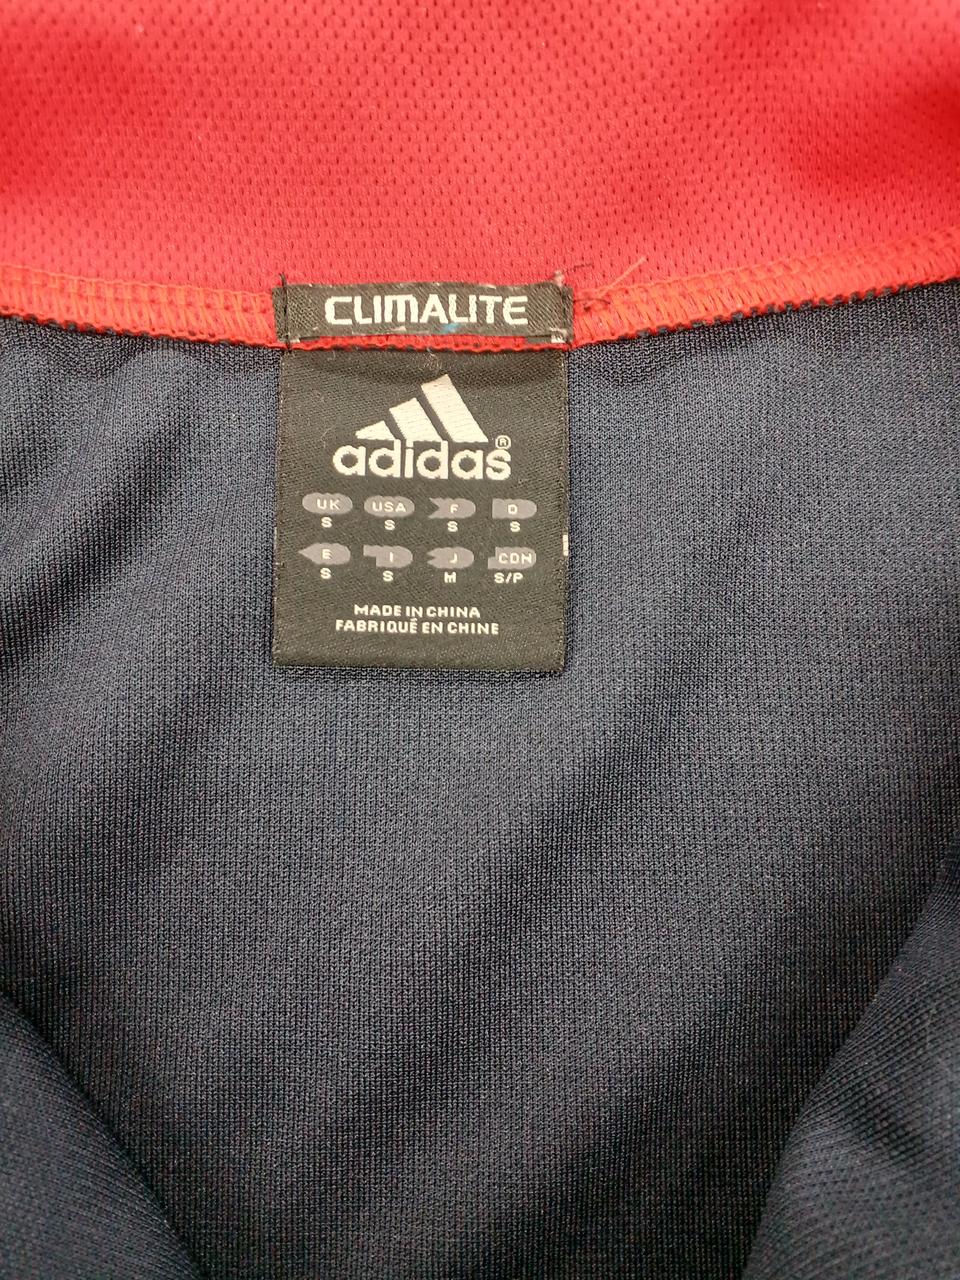 CLIMALITE
adidas®
UK USA F D
S S S S
E I J CDN
S S M S/P
MADE IN CHINA
FABRIQUÉ EN CHINE